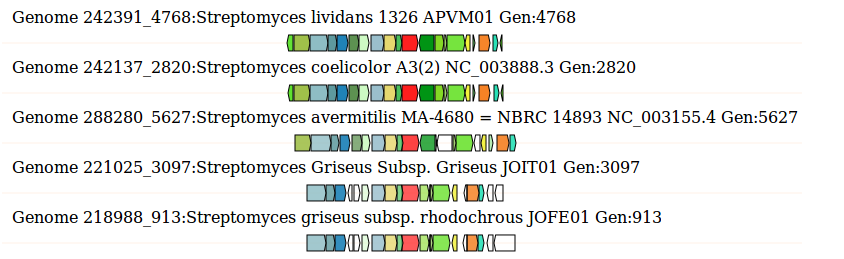 Genome 242391_4768:Streptomyces lividans 1326 APVM01 Gen:4768
Genome 242137_2820:Streptomyces coelicolor A3(2) NC_003888.3 Gen:2820
Genome 288280_5627:Streptomyces avermitilis MA-4680 = NBRC 14893 NC_003155.4 Gen:5627
Genome 221025_3097:Streptomyces Griseus Subsp. Griseus JOIT01 Gen:3097
Genome 218988_913:Streptomyces griseus subsp. rhodochrous JOFE01 Gen:913